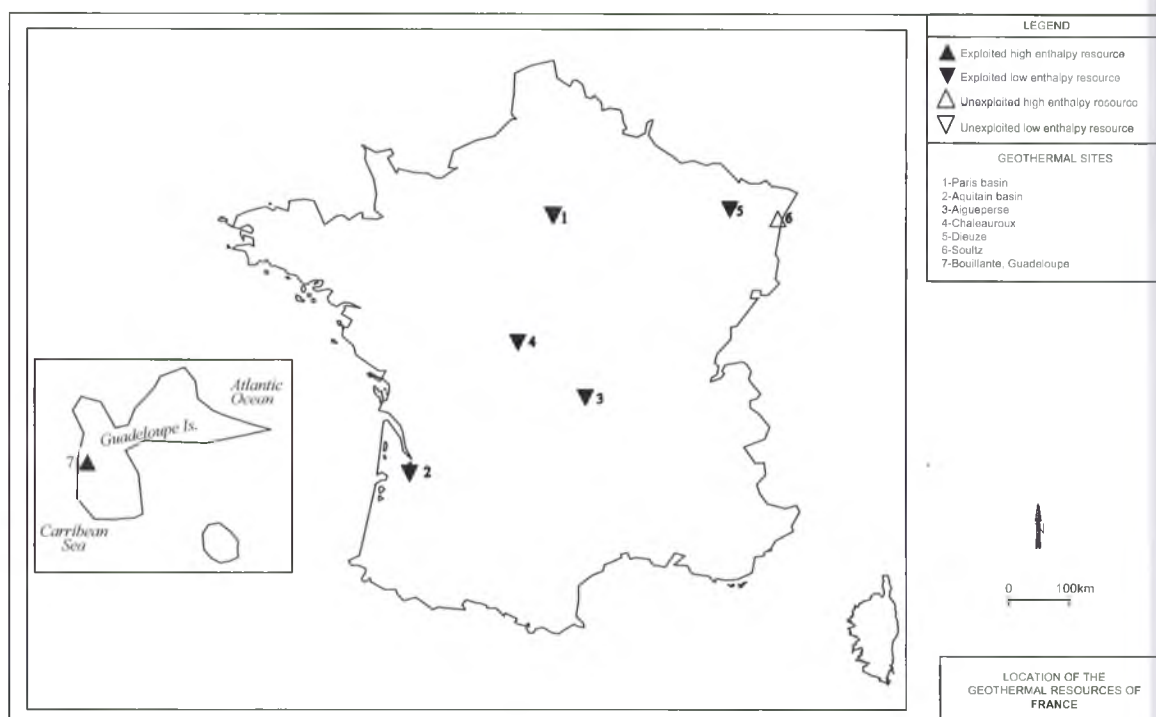 LEGEND
Exploited high enthalpy resource
Exploited low enthalpy resource
Unexploited high enthalpy resource
Unexploited low enthalpy resource
GEOTHERMAL SITES
1-Paris basin
2-Aquitain basin
3-Aigueperse
4-Chaleauroux
5-Dieuze
6-Soultz
7-Bouillante, Guadeloupe
1
5
6
4
3
2
Atlantic
Ocean
Guadeloupe Is.
7
Carribean
Sea
N
0 100km
LOCATION OF THE
GEOTHERMAL RESOURCES OF
FRANCE